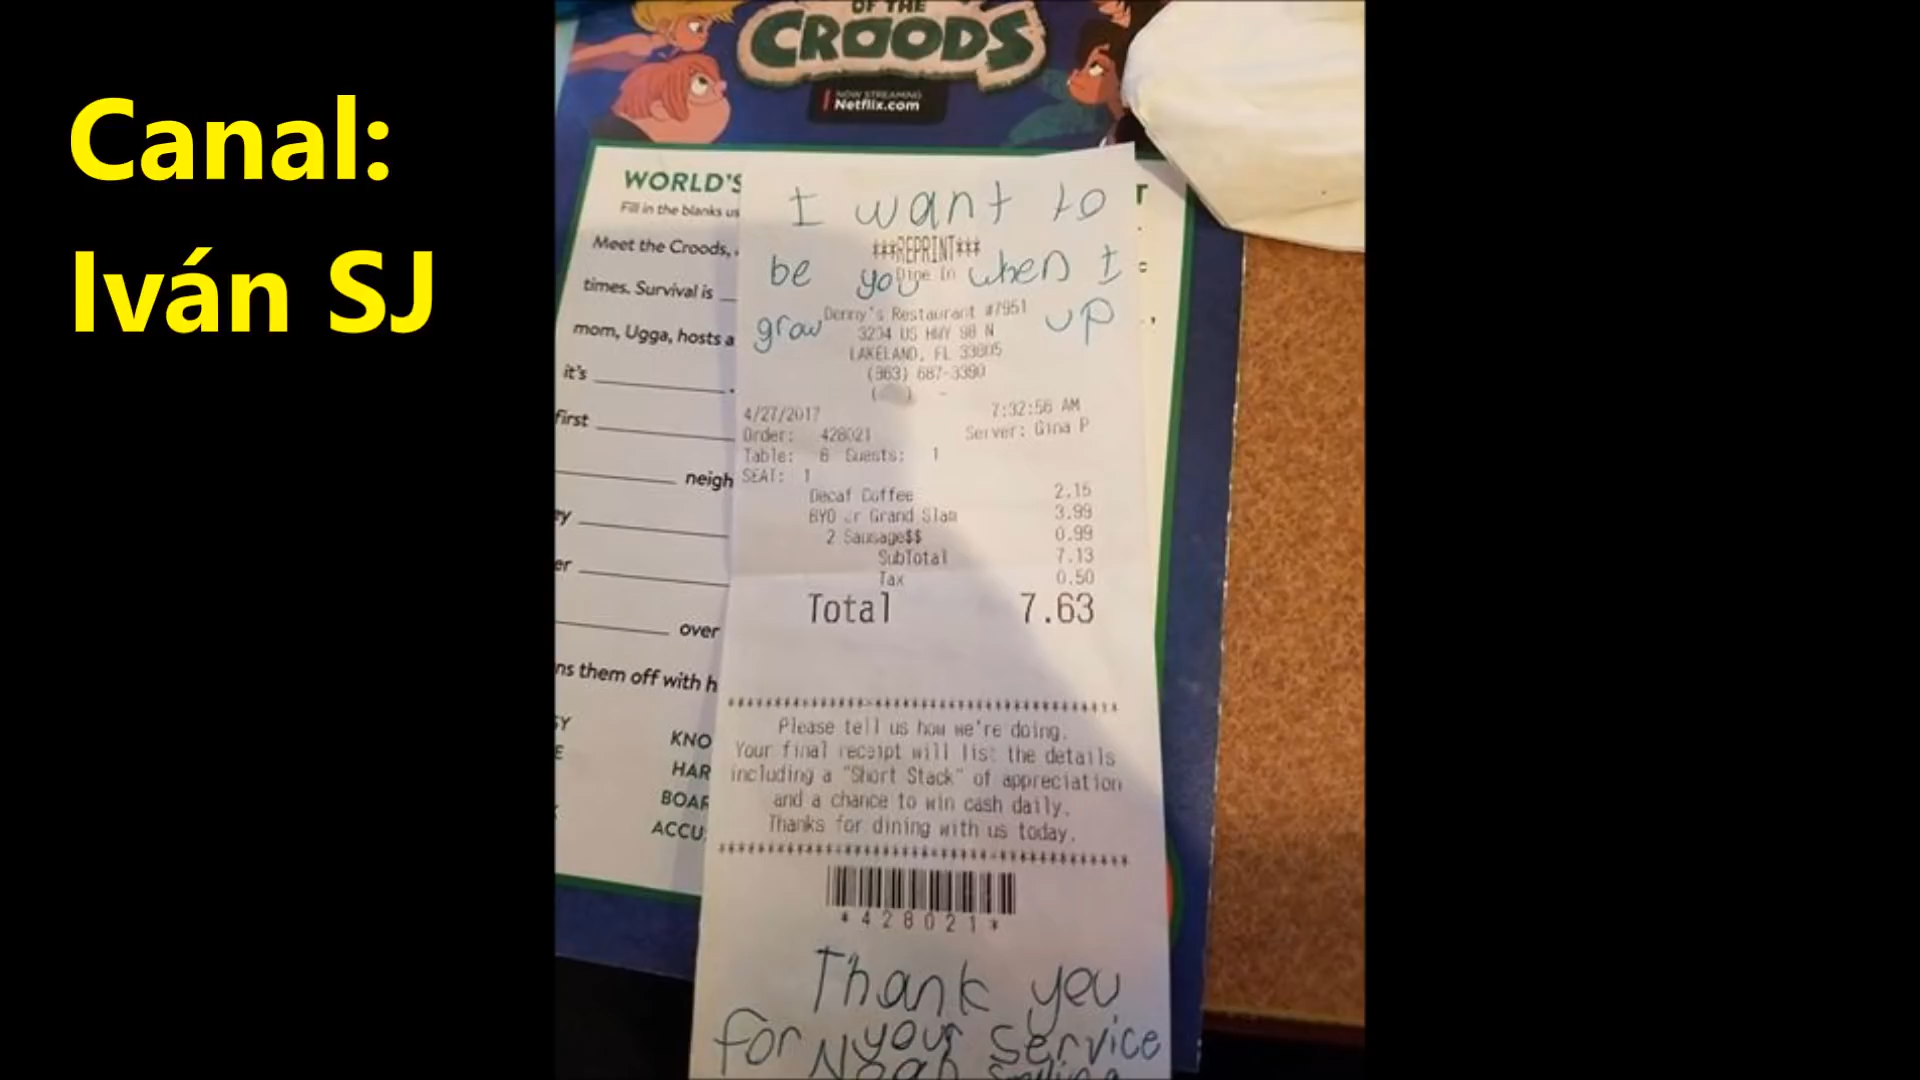 Canal:
Iván SJ
OF THE
CROODS
NOW STREAMING
Netflix.com
WORLD'S
Fill in the blanks us
Meet the Croods,
times. Survival is
mom, Ugga, hosts a
it's
first
neigh
over
ns them off with h
KNO
HAR
BOAR
ACCU
I want to
***REPRINT***
be you when I
Dine In
grow up
Denny's Restaurant #7951
3204 US HWY 98 N
LAKELAND, FL 33805
(863) 687-3390
4/27/2017 7:32:56 AM
Order: 428021 Server: Gina P
Table: 6 Guests: 1
SEAT: 1
Decaf Coffee 2.15
BYO Jr Grand Slam 3.99
2 Sausage$$ 0.99
SubTotal 7.13
Tax 0.50
Total 7.63
Please tell us how we're doing.
Your final receipt will list the details
including a "Short Stack" of appreciation
and a chance to win cash daily.
Thanks for dining with us today.
*428021*
Thank you
for your service
Noah Smiling